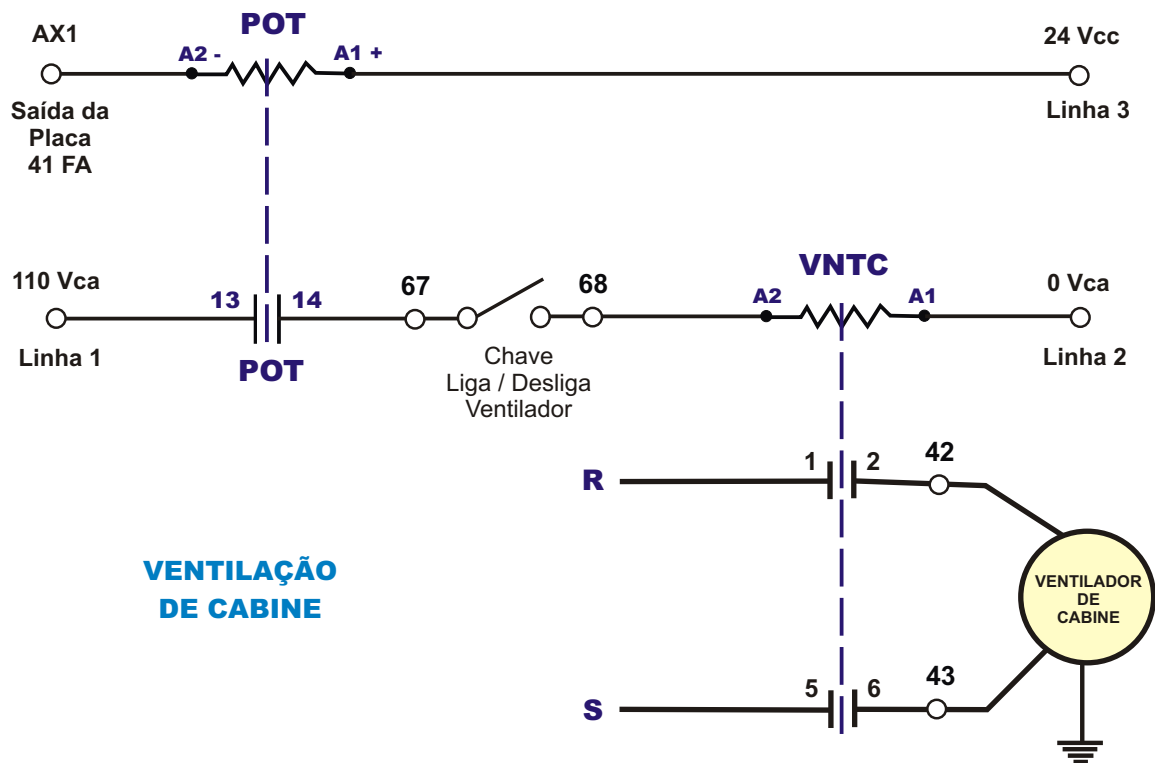 POT
AX1
A2 -
A1 +
24 Vcc
Saída da
Placa
41 FA
Linha 3
110 Vca
13
14
67
68
VNTC
A2
A1
0 Vca
Linha 1
POT
Chave
Liga / Desliga
Ventilador
Linha 2
R
1
2
42
VENTILAÇÃO
DE CABINE
VENTILADOR
DE
CABINE
S
5
6
43